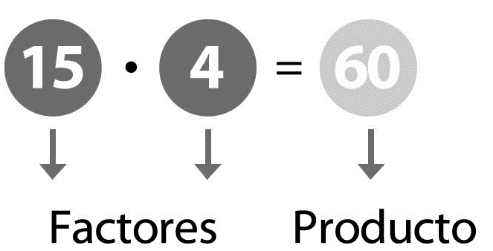 15 · 4 = 60
Factores Producto